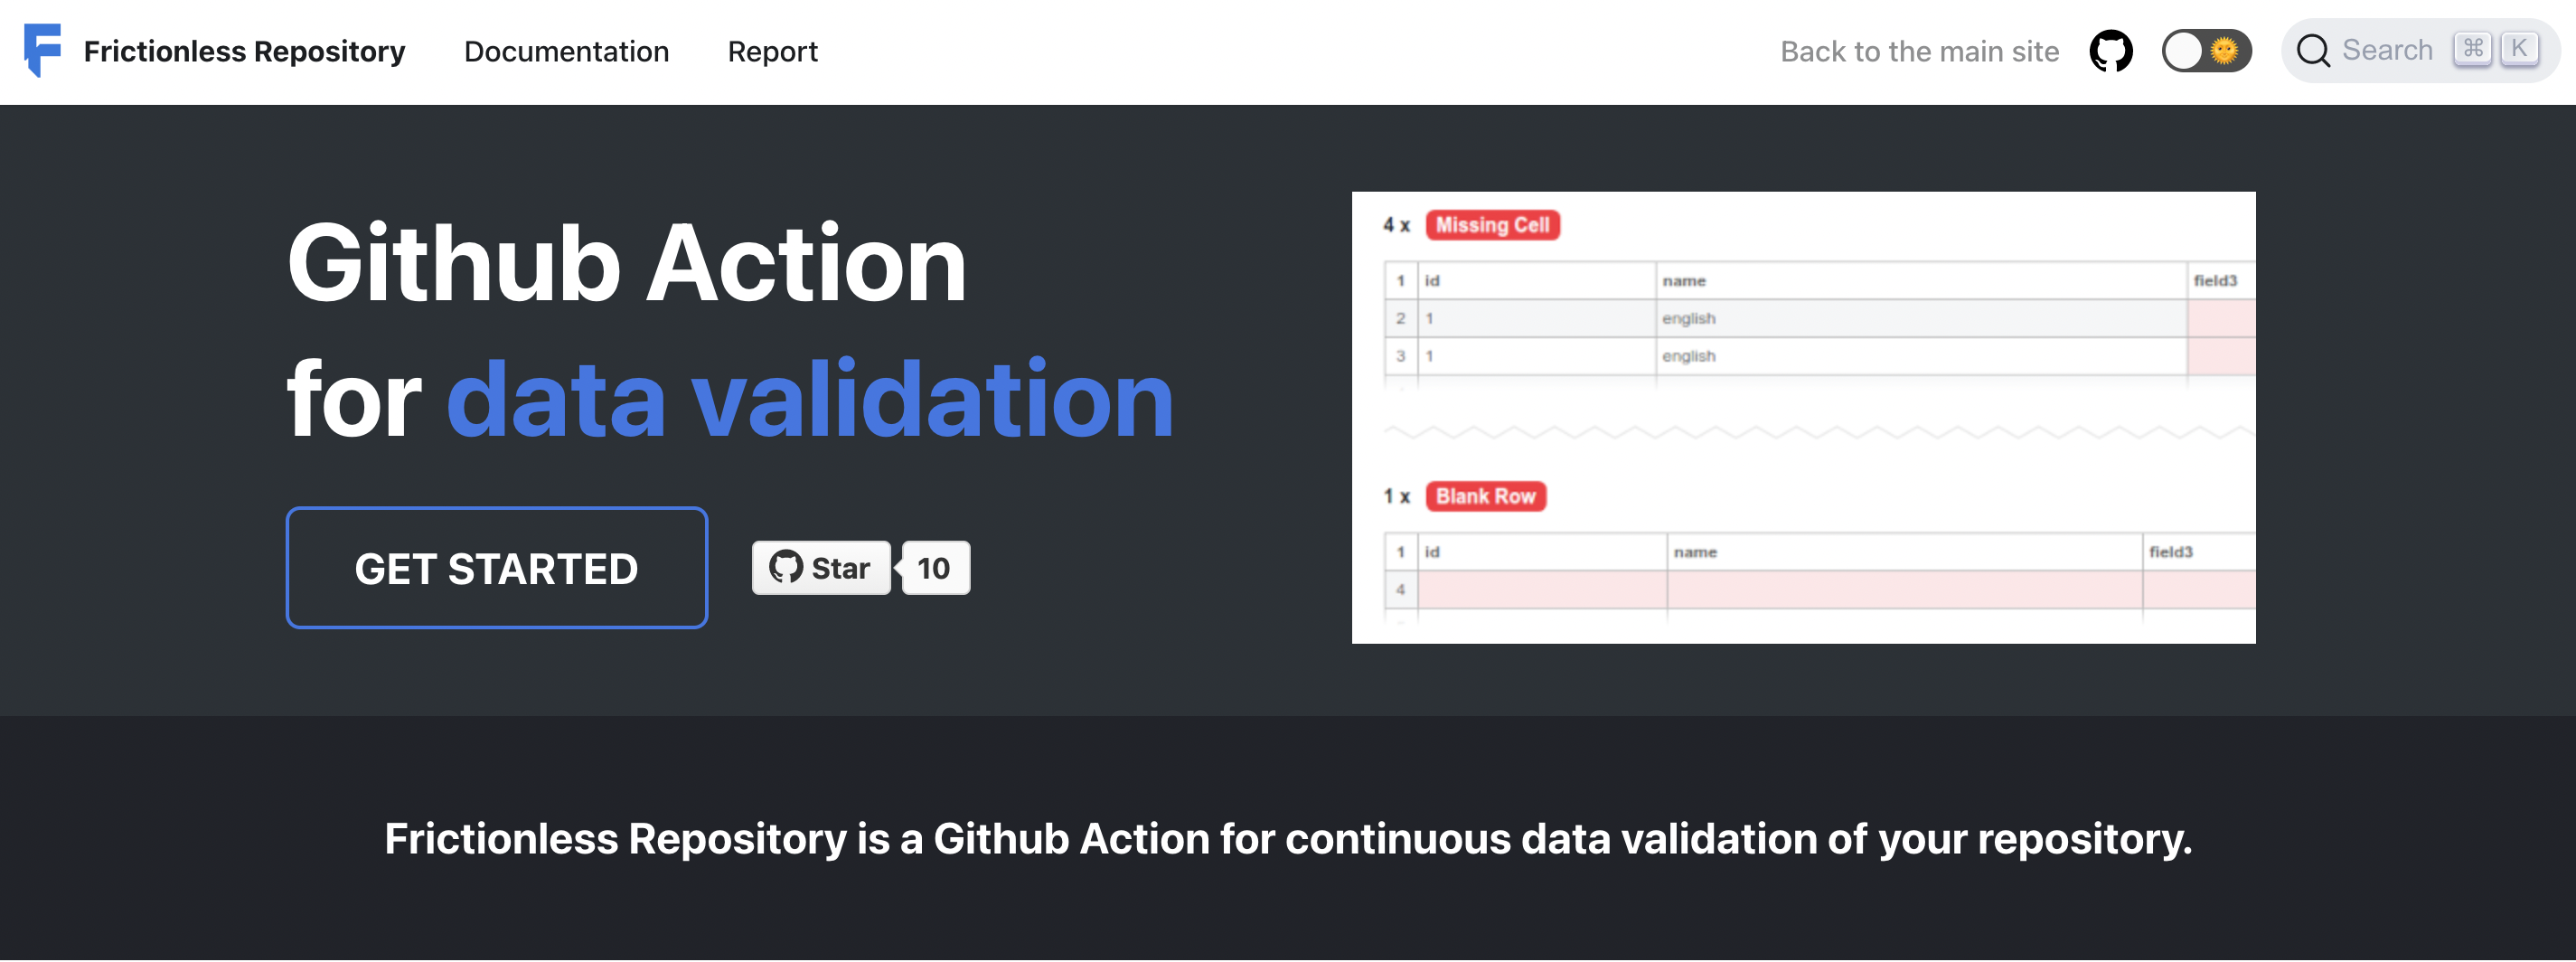 Frictionless Repository Documentation Report Back to the main site Search ⌘ K
Github Action
for data validation
GET STARTED
Star 10
4 x Missing Cell
1 id name field3
2 1 english
3 1 english
1 x Blank Row
1 id name field3
4
Frictionless Repository is a Github Action for continuous data validation of your repository.